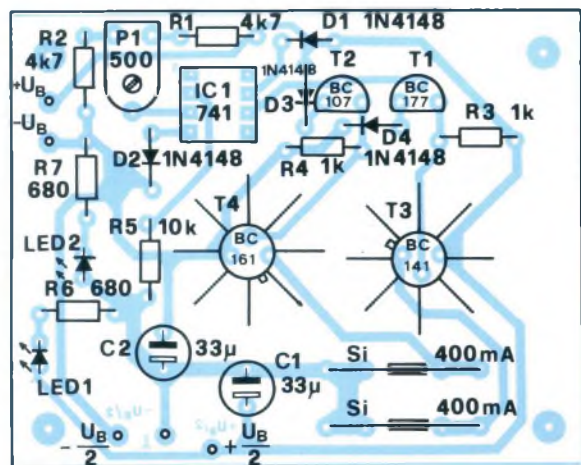 R1 4k7
D1 1N4148
R2
4k7
P1
500
+UB
-UB
IC1
741
1N4148
D3
T2
BC
107
T1
BC
177
R3 1k
D4
1N4148
R4 1k
R7
680
D2 1N4148
R5 10k
T4
BC
161
T3
BC
141
LED2
R6 680
LED1
C2 33µ
C1
33µ
Si 400mA
Si 400mA
- UB/2
+ UB/2